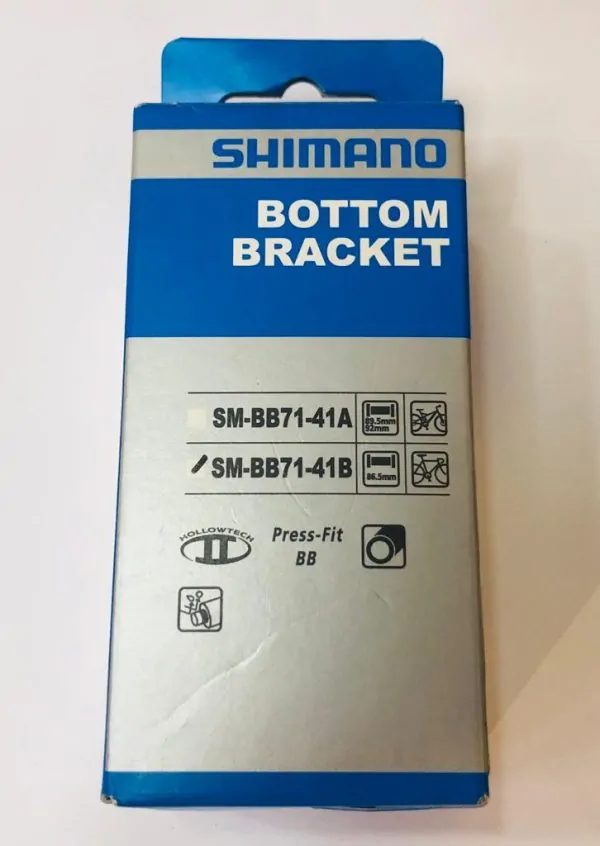 SHIMANO
BOTTOM
BRACKET
SM-BB71-41A 89.5mm
92mm
SM-BB71-41B 86.5mm
HOLLOWTECH
II
Press-Fit
BB